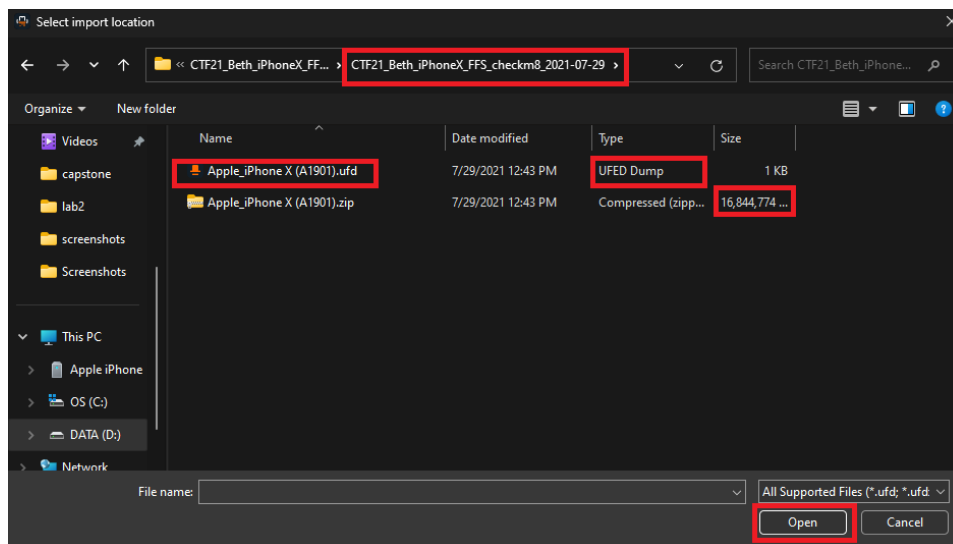 Select import location
« CTF21_Beth_iPhoneX_FF... › CTF21_Beth_iPhoneX_FFS_checkm8_2021-07-29 › Search CTF21_Beth_iPhone...
Organize New folder
Videos
capstone
lab2
screenshots
Screenshots
This PC
Apple iPhone
OS (C:)
DATA (D:)
Network
Name Date modified Type Size
Apple_iPhone X (A1901).ufd 7/29/2021 12:43 PM UFED Dump 1 KB
Apple_iPhone X (A1901).zip 7/29/2021 12:43 PM Compressed (zipp... 16,844,774 ...
File name: All Supported Files (*.ufd; *.ufd:
Open Cancel